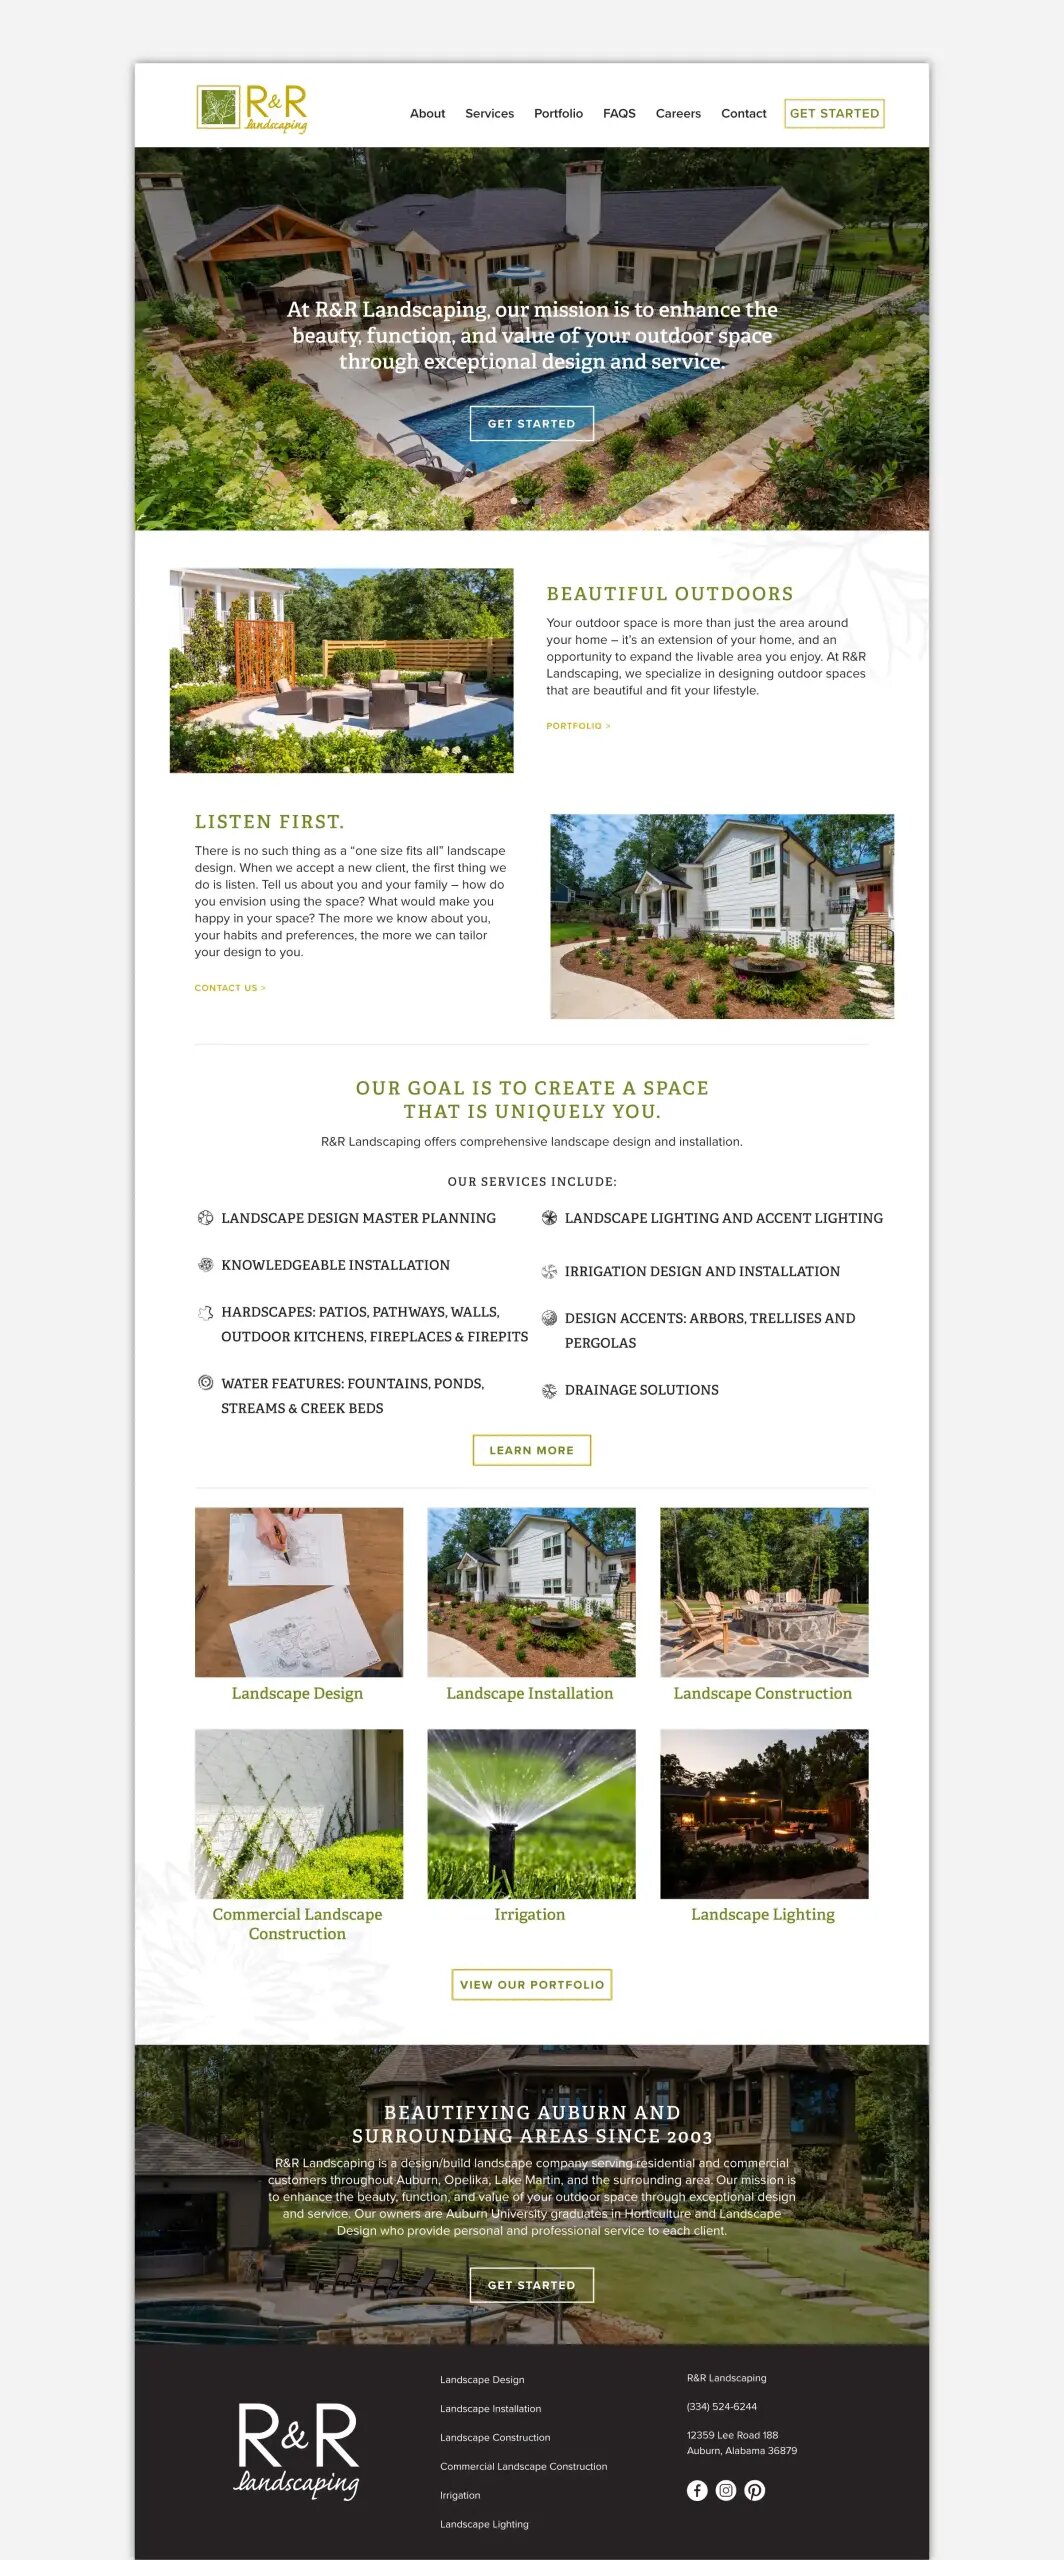 R&R
landscaping
About Services Portfolio FAQS Careers Contact GET STARTED
At R&R Landscaping, our mission is to enhance the
beauty, function, and value of your outdoor space
through exceptional design and service.
GET STARTED
BEAUTIFUL OUTDOORS
Your outdoor space is more than just the area around
your home – it's an extension of your home, and an
opportunity to expand the livable area you enjoy. At R&R
Landscaping, we specialize in designing outdoor spaces
that are beautiful and fit your lifestyle.
PORTFOLIO >
LISTEN FIRST.
There is no such thing as a “one size fits all” landscape
design. When we accept a new client, the first thing we
do is listen. Tell us about you and your family – how do
you envision using the space? What would make you
happy in your space? The more we know about you,
your habits and preferences, the more we can tailor
your design to you.
CONTACT US >
OUR GOAL IS TO CREATE A SPACE
THAT IS UNIQUELY YOU.
R&R Landscaping offers comprehensive landscape design and installation.
OUR SERVICES INCLUDE:
LANDSCAPE DESIGN MASTER PLANNING
KNOWLEDGEABLE INSTALLATION
HARDSCAPES: PATIOS, PATHWAYS, WALLS,
OUTDOOR KITCHENS, FIREPLACES & FIREPITS
WATER FEATURES: FOUNTAINS, PONDS,
STREAMS & CREEK BEDS
LANDSCAPE LIGHTING AND ACCENT LIGHTING
IRRIGATION DESIGN AND INSTALLATION
DESIGN ACCENTS: ARBORS, TRELLISES AND
PERGOLAS
DRAINAGE SOLUTIONS
LEARN MORE
Landscape Design
Landscape Installation
Landscape Construction
Commercial Landscape
Construction
Irrigation
Landscape Lighting
VIEW OUR PORTFOLIO
BEAUTIFYING AUBURN AND
SURROUNDING AREAS SINCE 2003
R&R Landscaping is a design/build landscape company serving residential and commercial
customers throughout Auburn, Opelika, Lake Martin, and the surrounding area. Our mission is
to enhance the beauty, function, and value of your outdoor space through exceptional design
and service. Our owners are Auburn University graduates in Horticulture and Landscape
Design who provide personal and professional service to each client.
GET STARTED
R&R
landscaping
Landscape Design
Landscape Installation
Landscape Construction
Commercial Landscape Construction
Irrigation
Landscape Lighting
R&R Landscaping
(334) 524-6244
12359 Lee Road 188
Auburn, Alabama 36879